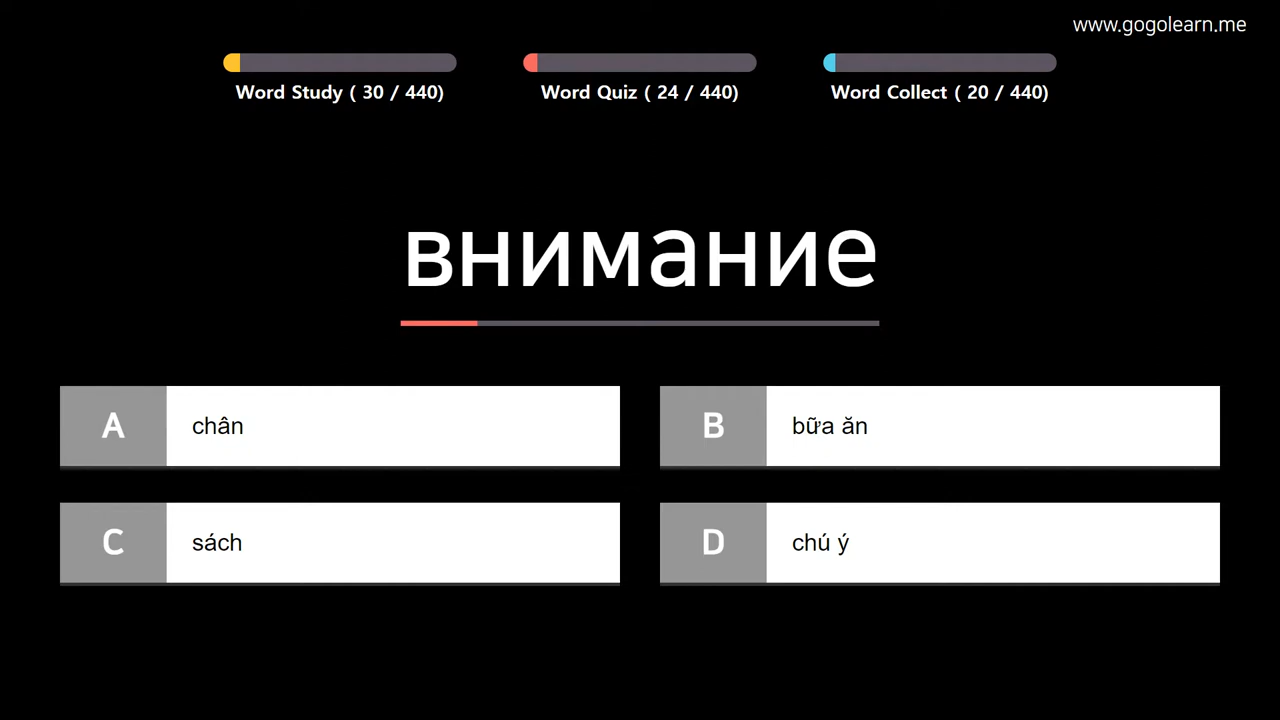 www.gogolearn.me
Word Study ( 30 / 440)
Word Quiz ( 24 / 440)
Word Collect ( 20 / 440)
внимание
A
chân
B
bữa ăn
C
sách
D
chú ý